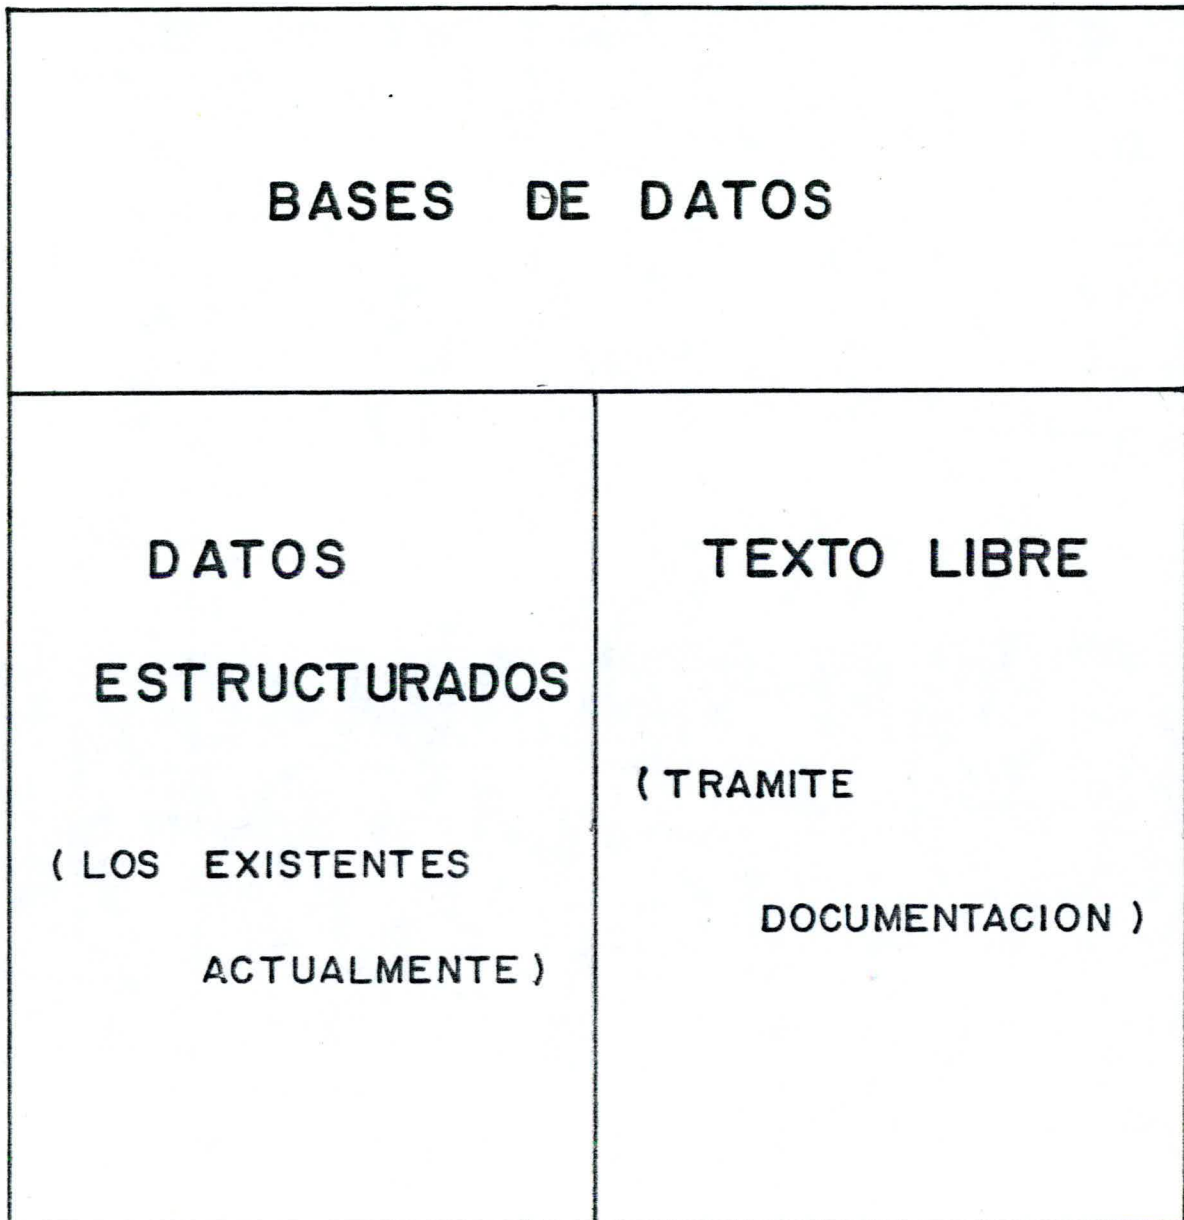 BASES DE DATOS
DATOS
ESTRUCTURADOS
(LOS EXISTENTES
ACTUALMENTE)
TEXTO LIBRE
(TRAMITE
DOCUMENTACION)